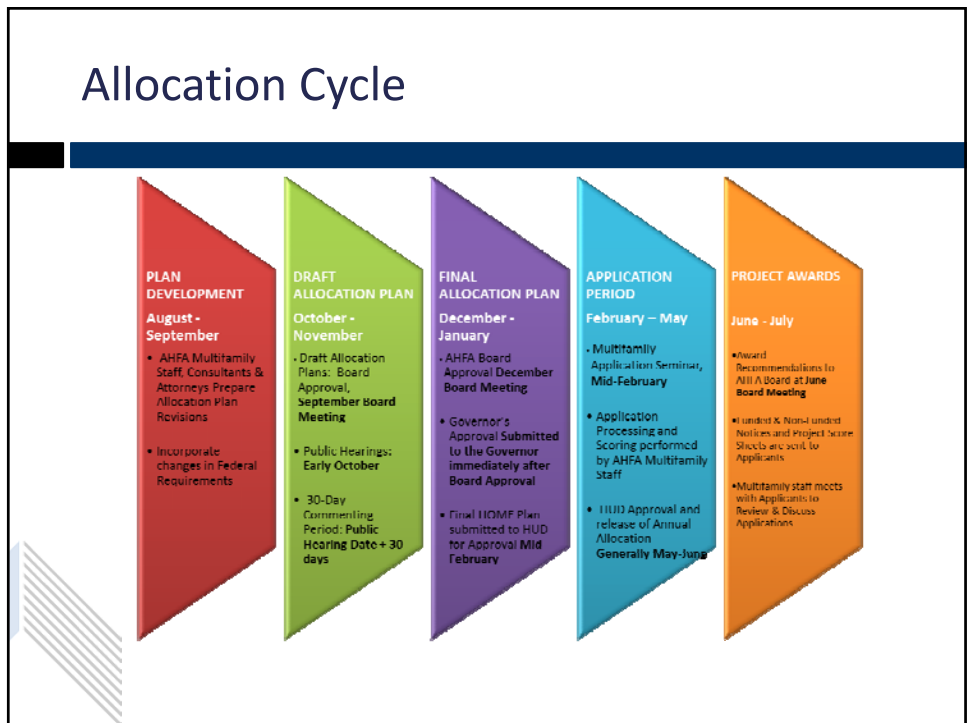 Allocation Cycle
PLAN
DEVELOPMENT
August -
September
• AHFA Multifamily
Staff, Consultants &
Attorneys Prepare
Allocation Plan
Revisions
• Incorporate
changes in Federal
Requirements
DRAFT
ALLOCATION PLAN
October -
November
• Draft Allocation
Plans: Board
Approval,
September Board
Meeting
• Public Hearings:
Early October
• 30-Day
Commenting
Period: Public
Hearing Date + 30
days
FINAL
ALLOCATION PLAN
December -
January
• AHFA Board
Approval December
Board Meeting
• Governor's
Approval Submitted
to the Governor
immediately after
Board Approval
• Final HOME Plan
submitted to HUD
for Approval Mid
February
APPLICATION
PERIOD
February – May
• Multifamily
Application Seminar,
Mid-February
• Application
Processing and
Scoring performed
by AHFA Multifamily
Staff
• HUD Approval and
release of Annual
Allocation
Generally May-June
PROJECT AWARDS
June - July
•Award
Recommendations to
AHFA Board at June
Board Meeting
•Funded & Non-Funded
Notices and Project Score
Sheets are sent to
Applicants
•Multifamily staff meets
with Applicants to
Review & Discuss
Applications